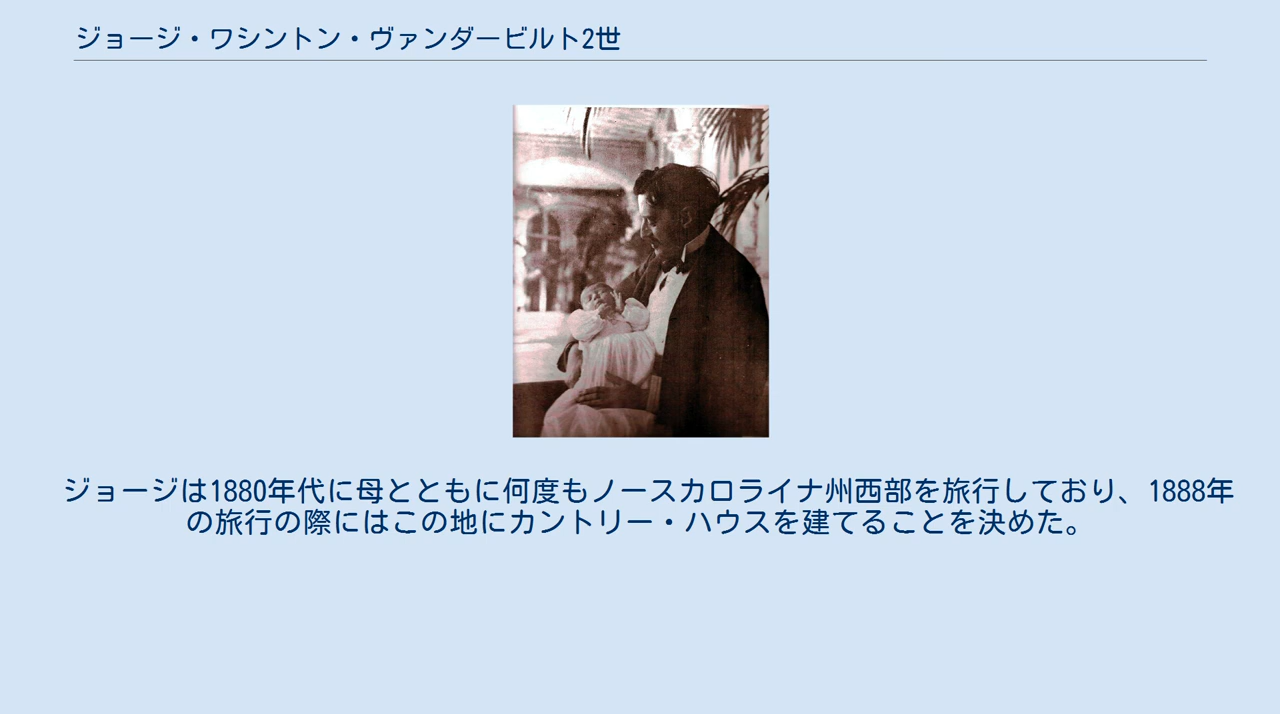 ジョージ・ワシントン・ヴァンダービルト2世
ジョージは1880年代に母とともに何度もノースカロライナ州西部を旅行しており、1888年
の旅行の際にはこの地にカントリー・ハウスを建てることを決めた。